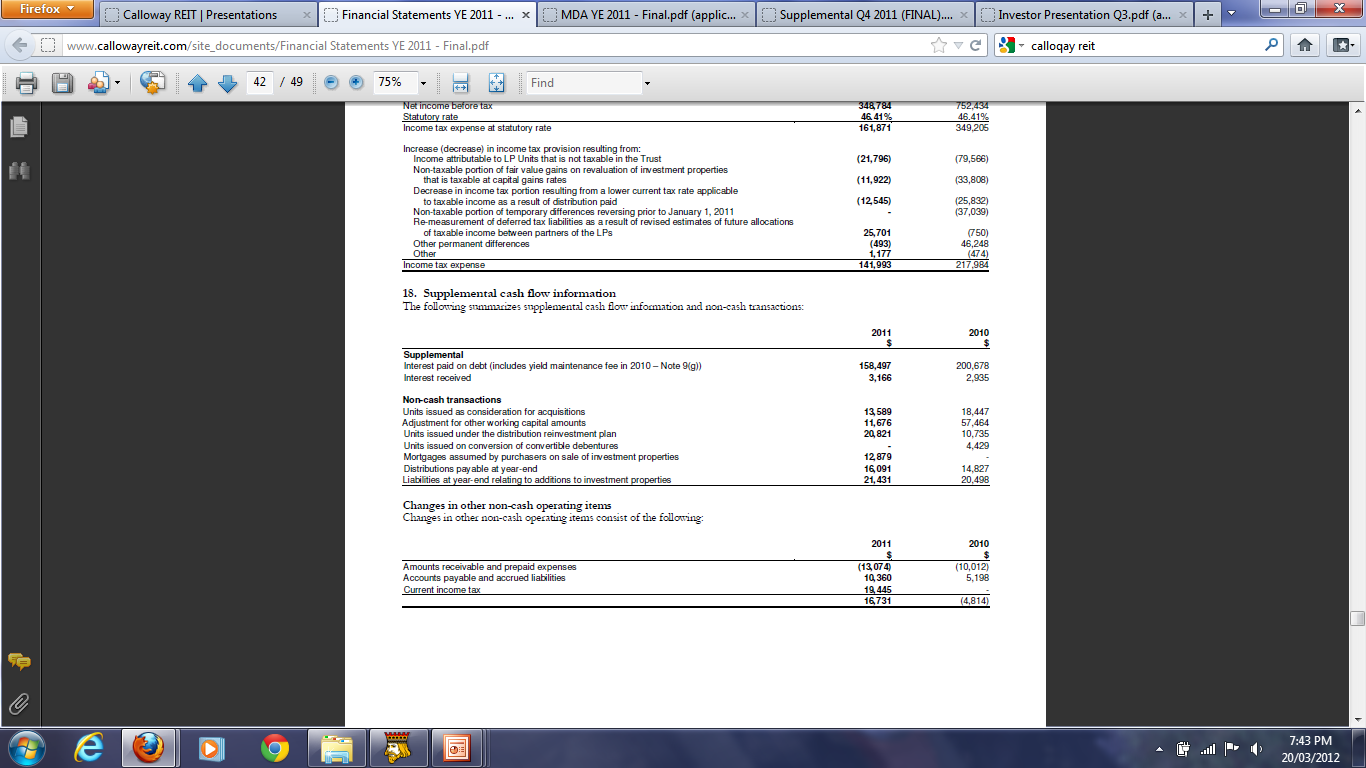 Firefox
Calloway REIT | Presentations
Financial Statements YE 2011 - ...
MDA YE 2011 - Final.pdf (applic...
Supplemental Q4 2011 (FINAL)....
Investor Presentation Q3.pdf (a...
www.callowayreit.com/site_documents/Financial Statements YE 2011 - Final.pdf
calloqay reit
42 / 49
75%
Find
Net income before tax 348,784 752,434
Statutory rate 46.41% 46.41%
Income tax expense at statutory rate 161,871 349,205
Increase (decrease) in income tax provision resulting from:
Income attributable to LP Units that is not taxable in the Trust (21,796) (79,566)
Non-taxable portion of fair value gains on revaluation of investment properties
that is taxable at capital gains rates (11,922) (33,808)
Decrease in income tax portion resulting from a lower current tax rate applicable
to taxable income as a result of distribution paid (12,545) (25,832)
Non-taxable portion of temporary differences reversing prior to January 1, 2011 - (37,039)
Re-measurement of deferred tax liabilities as a result of revised estimates of future allocations
of taxable income between partners of the LPs 25,701 (750)
Other permanent differences (493) 46,248
Other 1,177 (474)
Income tax expense 141,993 217,984
18. Supplemental cash flow information
The following summarizes supplemental cash flow information and non-cash transactions:
2011 2010
$ $
Supplemental
Interest paid on debt (includes yield maintenance fee in 2010 – Note 9(g)) 158,497 200,678
Interest received 3,166 2,935
Non-cash transactions
Units issued as consideration for acquisitions 13,589 18,447
Adjustment for other working capital amounts 11,676 57,464
Units issued under the distribution reinvestment plan 20,821 10,735
Units issued on conversion of convertible debentures - 4,429
Mortgages assumed by purchasers on sale of investment properties 12,879 -
Distributions payable at year-end 16,091 14,827
Liabilities at year-end relating to additions to investment properties 21,431 20,498
Changes in other non-cash operating items
Changes in other non-cash operating items consist of the following:
2011 2010
$ $
Amounts receivable and prepaid expenses (13,074) (10,012)
Accounts payable and accrued liabilities 10,360 5,198
Current income tax 19,445 -
16,731 (4,814)
7:43 PM
20/03/2012